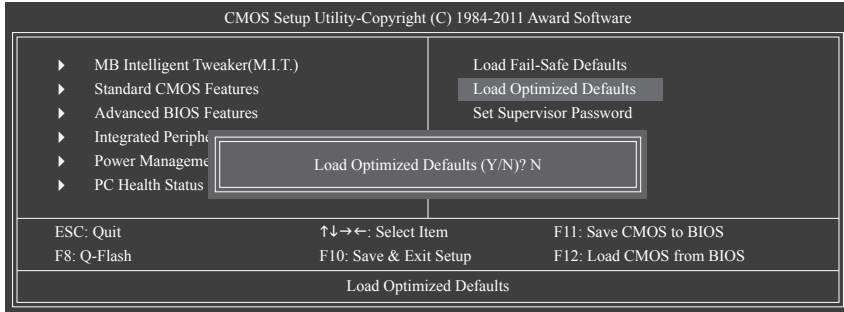 CMOS Setup Utility-Copyright (C) 1984-2011 Award Software
MB Intelligent Tweaker(M.I.T.)
Standard CMOS Features
Advanced BIOS Features
Integrated Periphe
Power Manageme
PC Health Status
Load Fail-Safe Defaults
Load Optimized Defaults
Set Supervisor Password
Load Optimized Defaults (Y/N)? N
ESC: Quit ↑↓→←: Select Item F11: Save CMOS to BIOS
F8: Q-Flash F10: Save & Exit Setup F12: Load CMOS from BIOS
Load Optimized Defaults